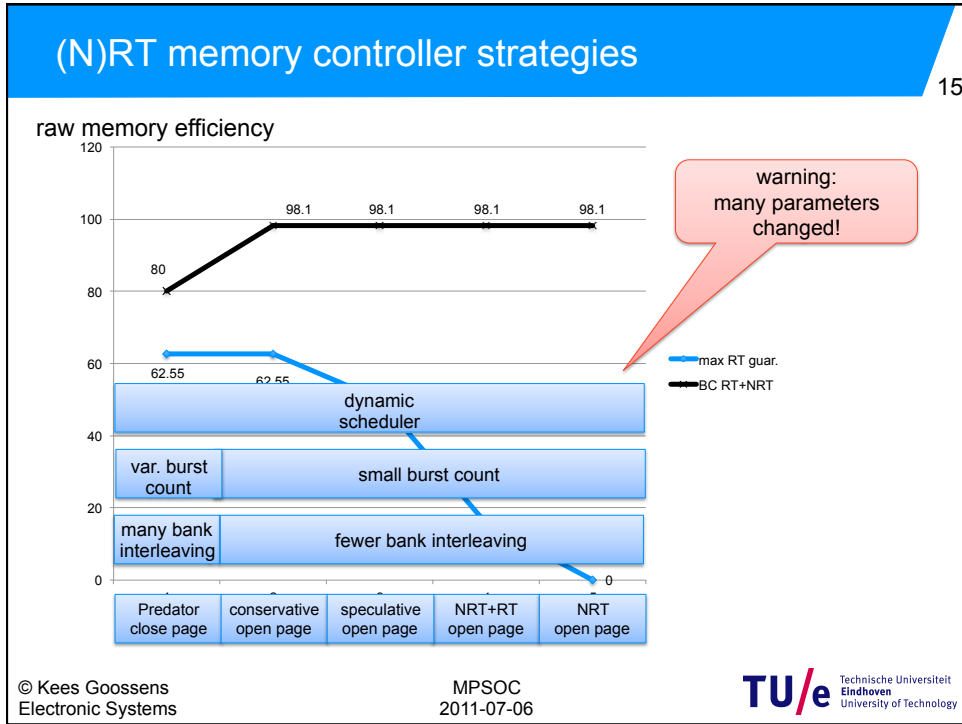 (N)RT memory controller strategies
15
raw memory efficiency
120
100
80
60
40
20
0
80
98.1
98.1
98.1
98.1
62.55
62.55
0
warning:
many parameters
changed!
max RT guar.
BC RT+NRT
dynamic
scheduler
var. burst
count
small burst count
many bank
interleaving
fewer bank interleaving
Predator
close page
conservative
open page
speculative
open page
NRT+RT
open page
NRT
open page
© Kees Goossens
Electronic Systems
MPSOC
2011-07-06
TU/e
Technische Universiteit
Eindhoven
University of Technology